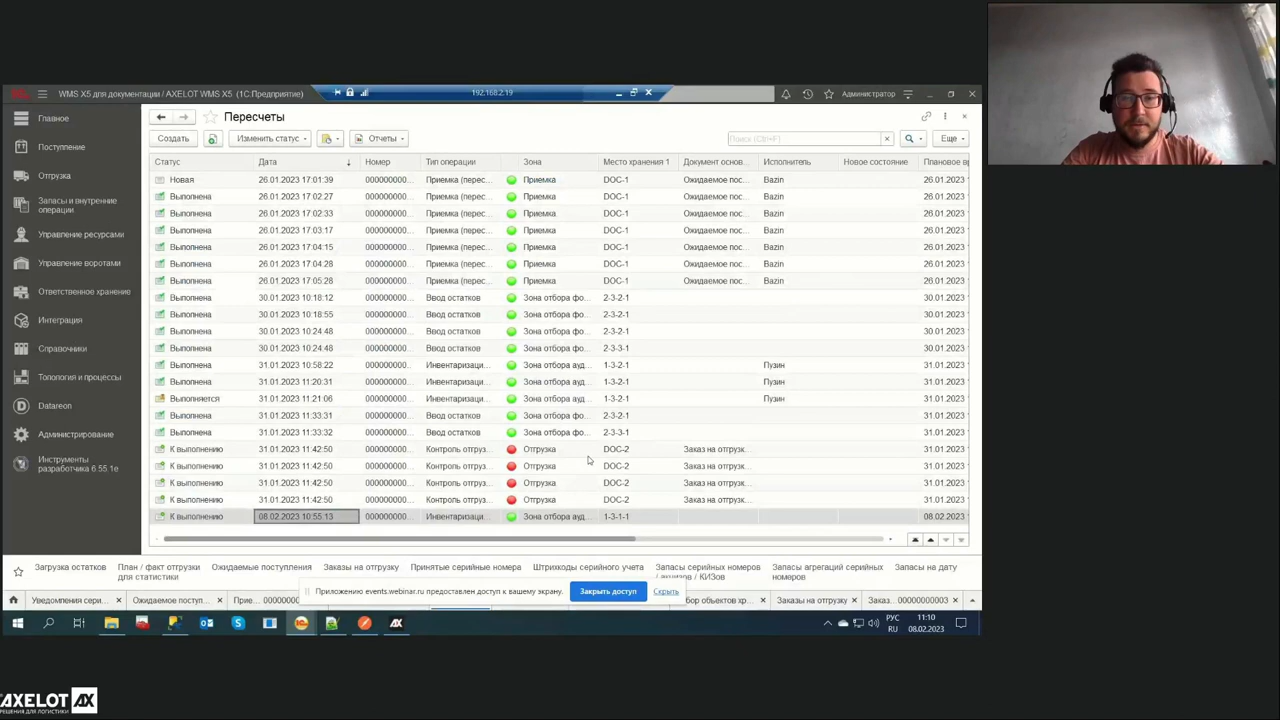 WMS X5 для документации / AXELOT WMS X5 (1С:Предприятие)
192.168.2.19
Администратор
Главное
Поступление
Отгрузка
Запасы и внутренние
операции
Управление ресурсами
Управление воротами
Ответственное хранение
Интеграция
Справочники
Топология и процессы
Datareon
Администрирование
Инструменты
разработчика 6.55.1e
Пересчеты
Создать Изменить статус Отчеты Поиск (Ctrl+F) Еще
Статус Дата Номер Тип операции Зона Место хранения 1 Документ основ... Исполнитель Новое состояние Плановое вр
Новая 26.01.2023 17:01:39 000000000... Приемка (перес... Приемка DOC-1 Ожидаемое пос... Bazin 26.01.2023
Выполнена 26.01.2023 17:02:27 000000000... Приемка (перес... Приемка DOC-1 Ожидаемое пос... Bazin 26.01.2023
Выполнена 26.01.2023 17:02:33 000000000... Приемка (перес... Приемка DOC-1 Ожидаемое пос... Bazin 26.01.2023
Выполнена 26.01.2023 17:03:17 000000000... Приемка (перес... Приемка DOC-1 Ожидаемое пос... Bazin 26.01.2023
Выполнена 26.01.2023 17:04:15 000000000... Приемка (перес... Приемка DOC-1 Ожидаемое пос... Bazin 26.01.2023
Выполнена 26.01.2023 17:04:28 000000000... Приемка (перес... Приемка DOC-1 Ожидаемое пос... Bazin 26.01.2023
Выполнена 26.01.2023 17:05:28 000000000... Приемка (перес... Приемка DOC-1 Ожидаемое пос... Bazin 26.01.2023
Выполнена 30.01.2023 10:18:12 000000000... Ввод остатков Зона отбора фо... 2-3-2-1 30.01.2023
Выполнена 30.01.2023 10:18:55 000000000... Ввод остатков Зона отбора фо... 2-3-2-1 30.01.2023
Выполнена 30.01.2023 10:24:48 000000000... Ввод остатков Зона отбора фо... 2-3-2-1 30.01.2023
Выполнена 30.01.2023 10:24:48 000000000... Ввод остатков Зона отбора фо... 2-3-3-1 30.01.2023
Выполнена 31.01.2023 10:58:22 000000000... Инвентаризаци... Зона отбора ауд... 1-3-2-1 Пузин 31.01.2023
Выполнена 31.01.2023 11:20:31 000000000... Инвентаризаци... Зона отбора ауд... 1-3-2-1 Пузин 31.01.2023
Выполняется 31.01.2023 11:21:06 000000000... Инвентаризаци... Зона отбора ауд... 1-3-2-1 Пузин 31.01.2023
Выполнена 31.01.2023 11:33:31 000000000... Ввод остатков Зона отбора фо... 2-3-2-1 31.01.2023
Выполнена 31.01.2023 11:33:32 000000000... Ввод остатков Зона отбора фо... 2-3-3-1 31.01.2023
К выполнению 31.01.2023 11:42:50 000000000... Контроль отгруз... Отгрузка DOC-2 Заказ на отгрузк... 31.01.2023
К выполнению 31.01.2023 11:42:50 000000000... Контроль отгруз... Отгрузка DOC-2 Заказ на отгрузк... 31.01.2023
К выполнению 31.01.2023 11:42:50 000000000... Контроль отгруз... Отгрузка DOC-2 Заказ на отгрузк... 31.01.2023
К выполнению 31.01.2023 11:42:50 000000000... Контроль отгруз... Отгрузка DOC-2 Заказ на отгрузк... 31.01.2023
К выполнению 08.02.2023 10:55:13 000000000... Инвентаризаци... Зона отбора ауд... 1-3-1-1 08.02.2023
Загрузка остатков План / факт отгрузки Ожидаемые поступления Заказы на отгрузку Принятые серийные номера Штрихкоды серийного учета Запасы серийных номеров Запасы агрегаций серийных Запасы на дату
для статистики / акцизов / КИЗов номеров
Приложению events.webinar.ru предоставлен доступ к вашему экрану. Закрыть доступ Скрыть
Уведомления сери... Ожидаемое поступ... Прие... бор объектов хр... Заказы на отгрузку Заказ... 00000000003
РУС
RU
11:10
08.02.2023
AXELOT AX
РЕШЕНИЯ ДЛЯ ЛОГИСТИКИ